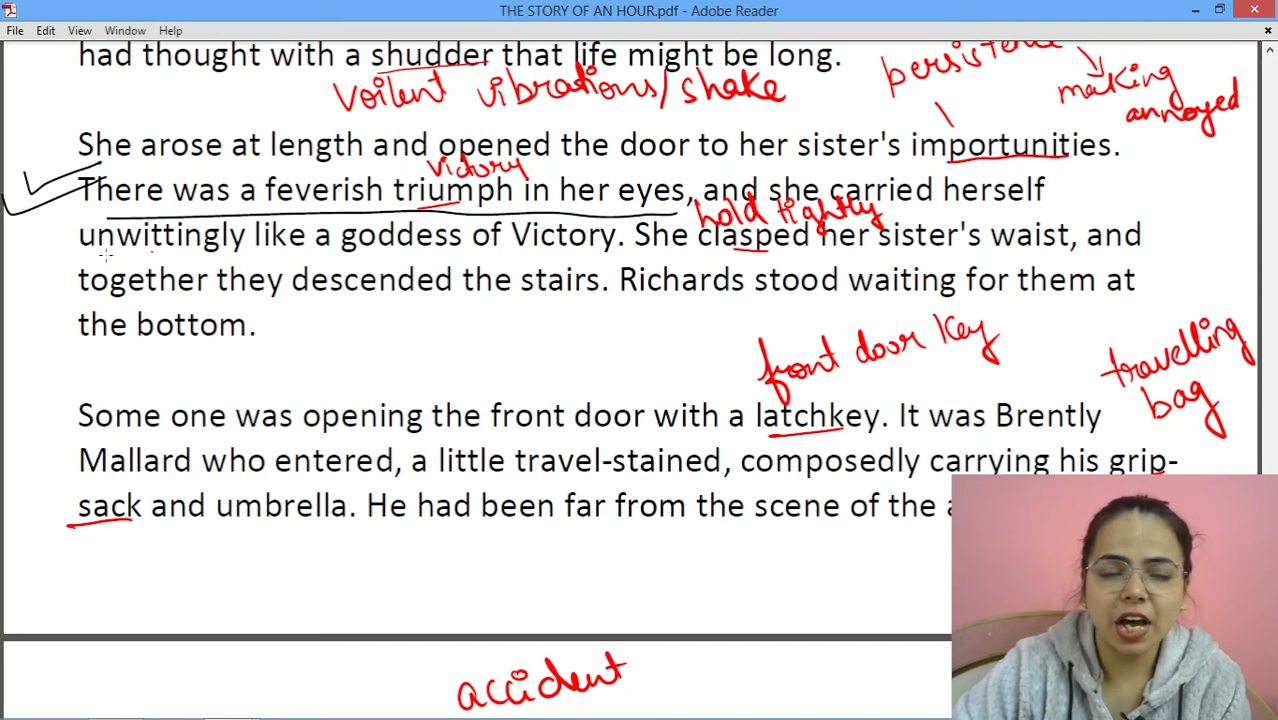 THE STORY OF AN HOUR.pdf - Adobe Reader
File Edit View Window Help
had thought with a shudder that life might be long.
persistence
voilent vibrations/shake
making
annoyed
She arose at length and opened the door to her sister's importunities.
victory
There was a feverish triumph in her eyes, and she carried herself
hold tightly
unwittingly like a goddess of Victory. She clasped her sister's waist, and
together they descended the stairs. Richards stood waiting for them at
the bottom.
front door key
travelling
bag
Some one was opening the front door with a latchkey. It was Brently
Mallard who entered, a little travel-stained, composedly carrying his grip-
sack and umbrella. He had been far from the scene of the
accident